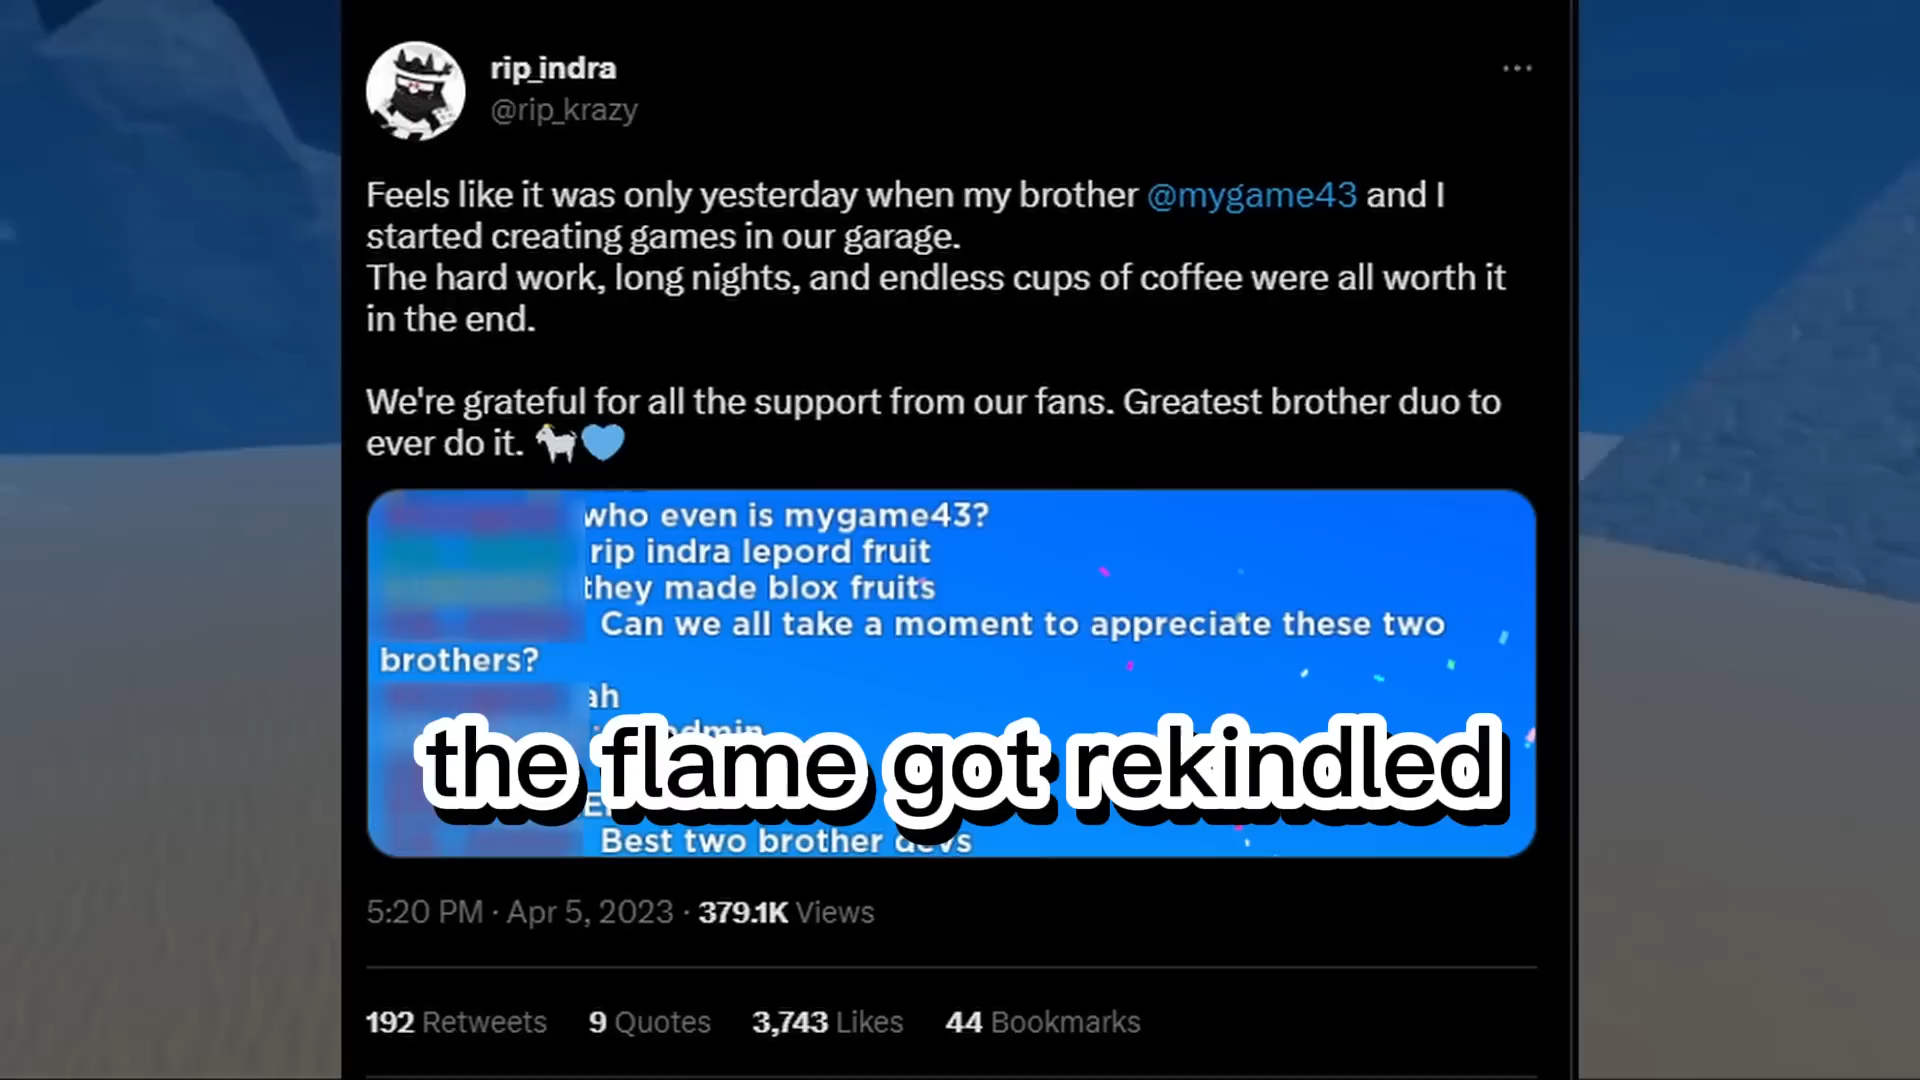 rip_indra
@rip_krazy
Feels like it was only yesterday when my brother @mygame43 and I
started creating games in our garage.
The hard work, long nights, and endless cups of coffee were all worth it
in the end.
We're grateful for all the support from our fans. Greatest brother duo to
ever do it. 🐐💙
who even is mygame43?
rip indra lepord fruit
they made blox fruits
Can we all take a moment to appreciate these two
brothers?
ah
the flame got rekindled
Best two brother devs
5:20 PM · Apr 5, 2023 · 379.1K Views
192 Retweets 9 Quotes 3,743 Likes 44 Bookmarks